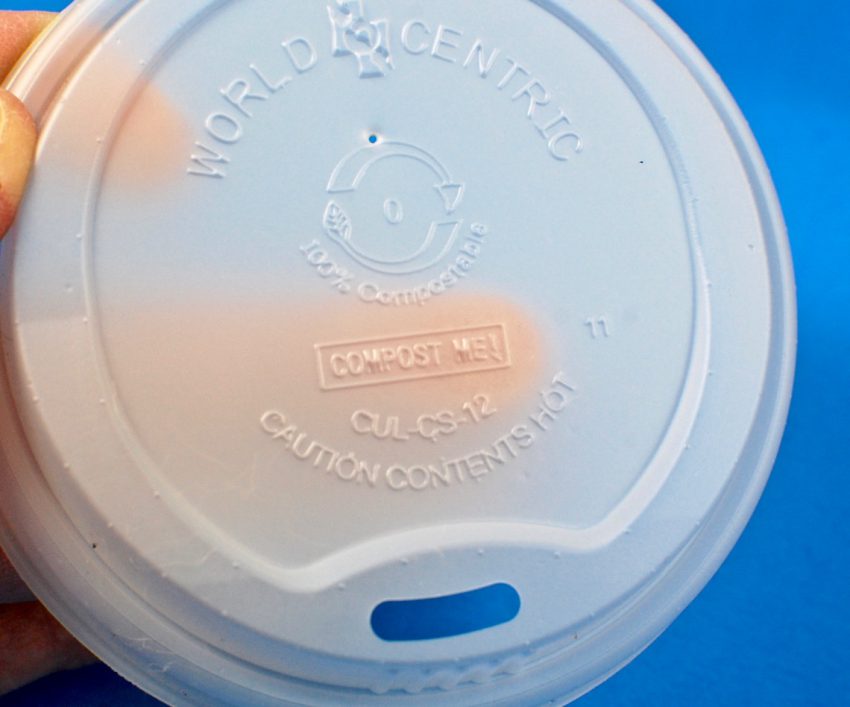 WORLD CENTRIC
0
100% Compostable
COMPOST ME!
11
CUL-CS-12
CAUTION CONTENTS HOT